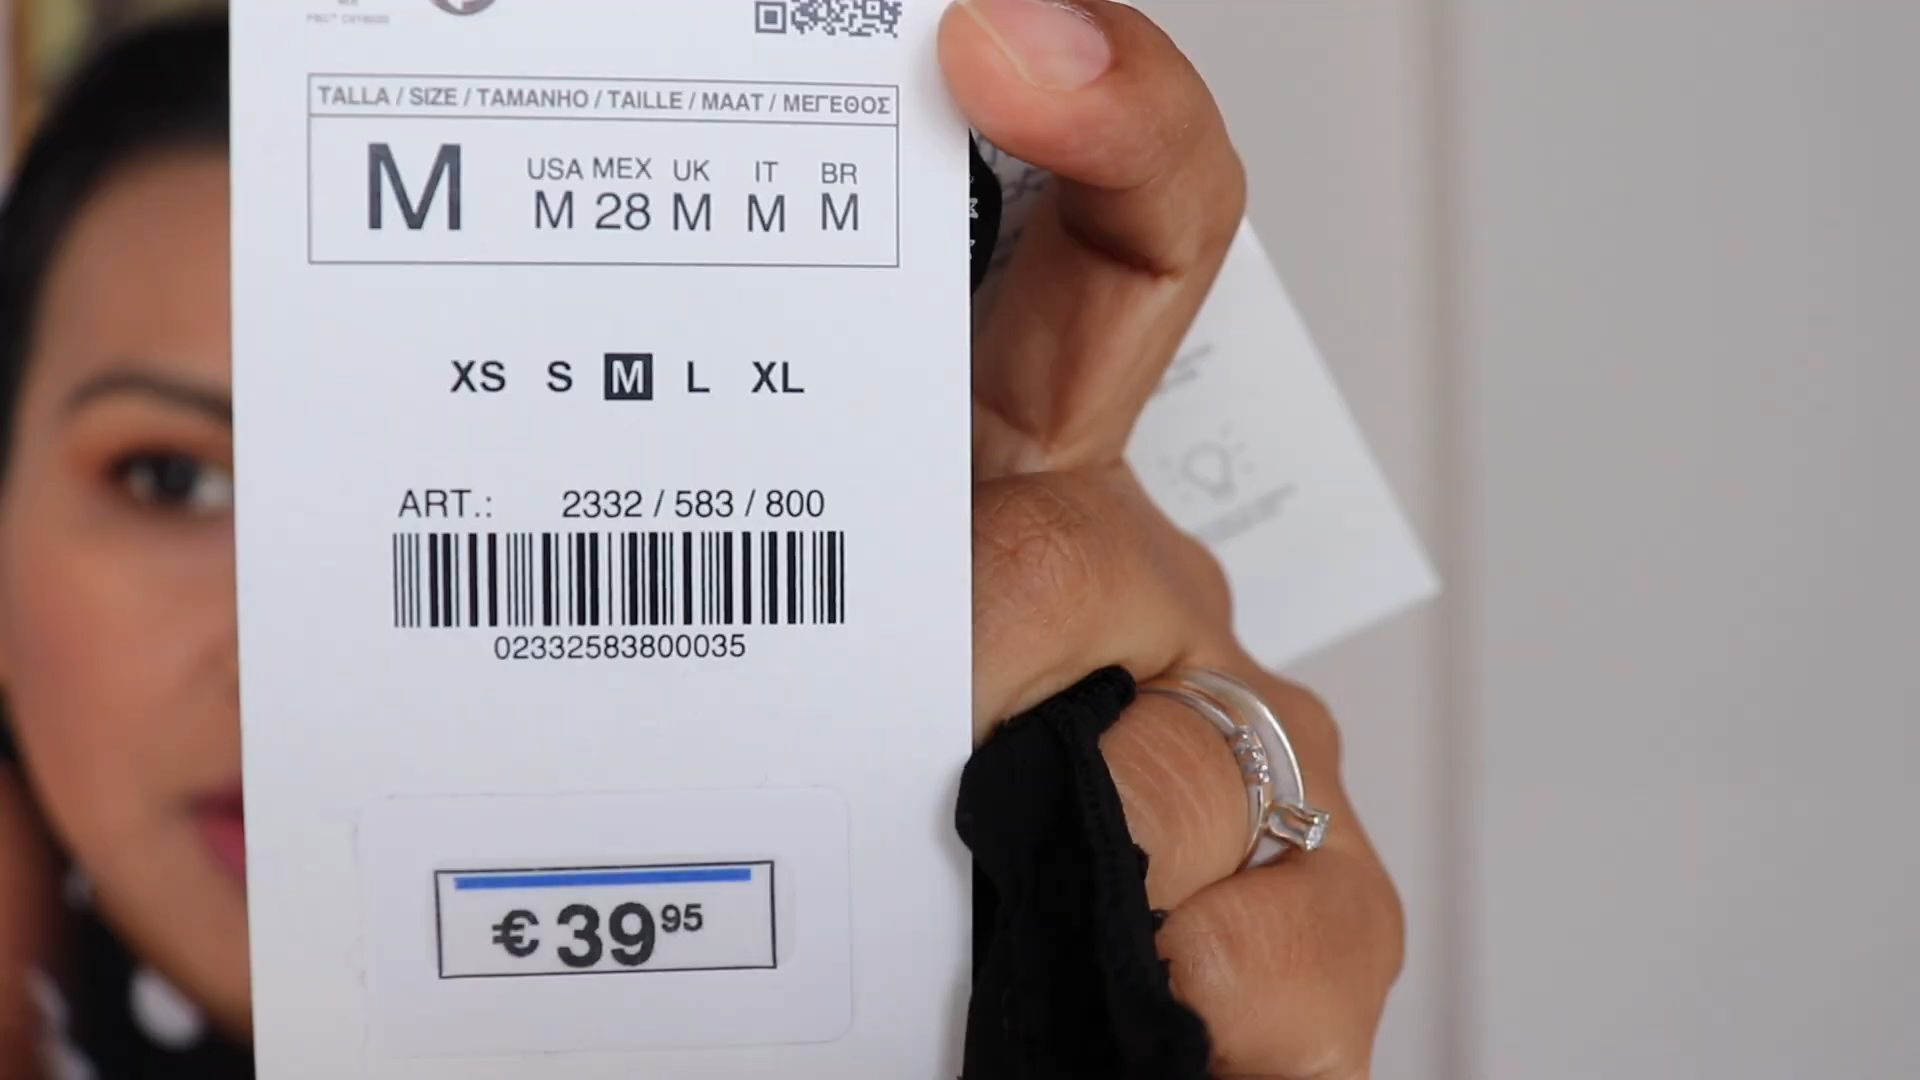 TALLA / SIZE / TAMANHO / TAILLE / MAAT / ΜΕΓΕΘΟΣ
M
USA MEX UK IT BR
M 28 M M M
XS S M L XL
ART.: 2332 / 583 / 800
02332583800035
€ 39 95